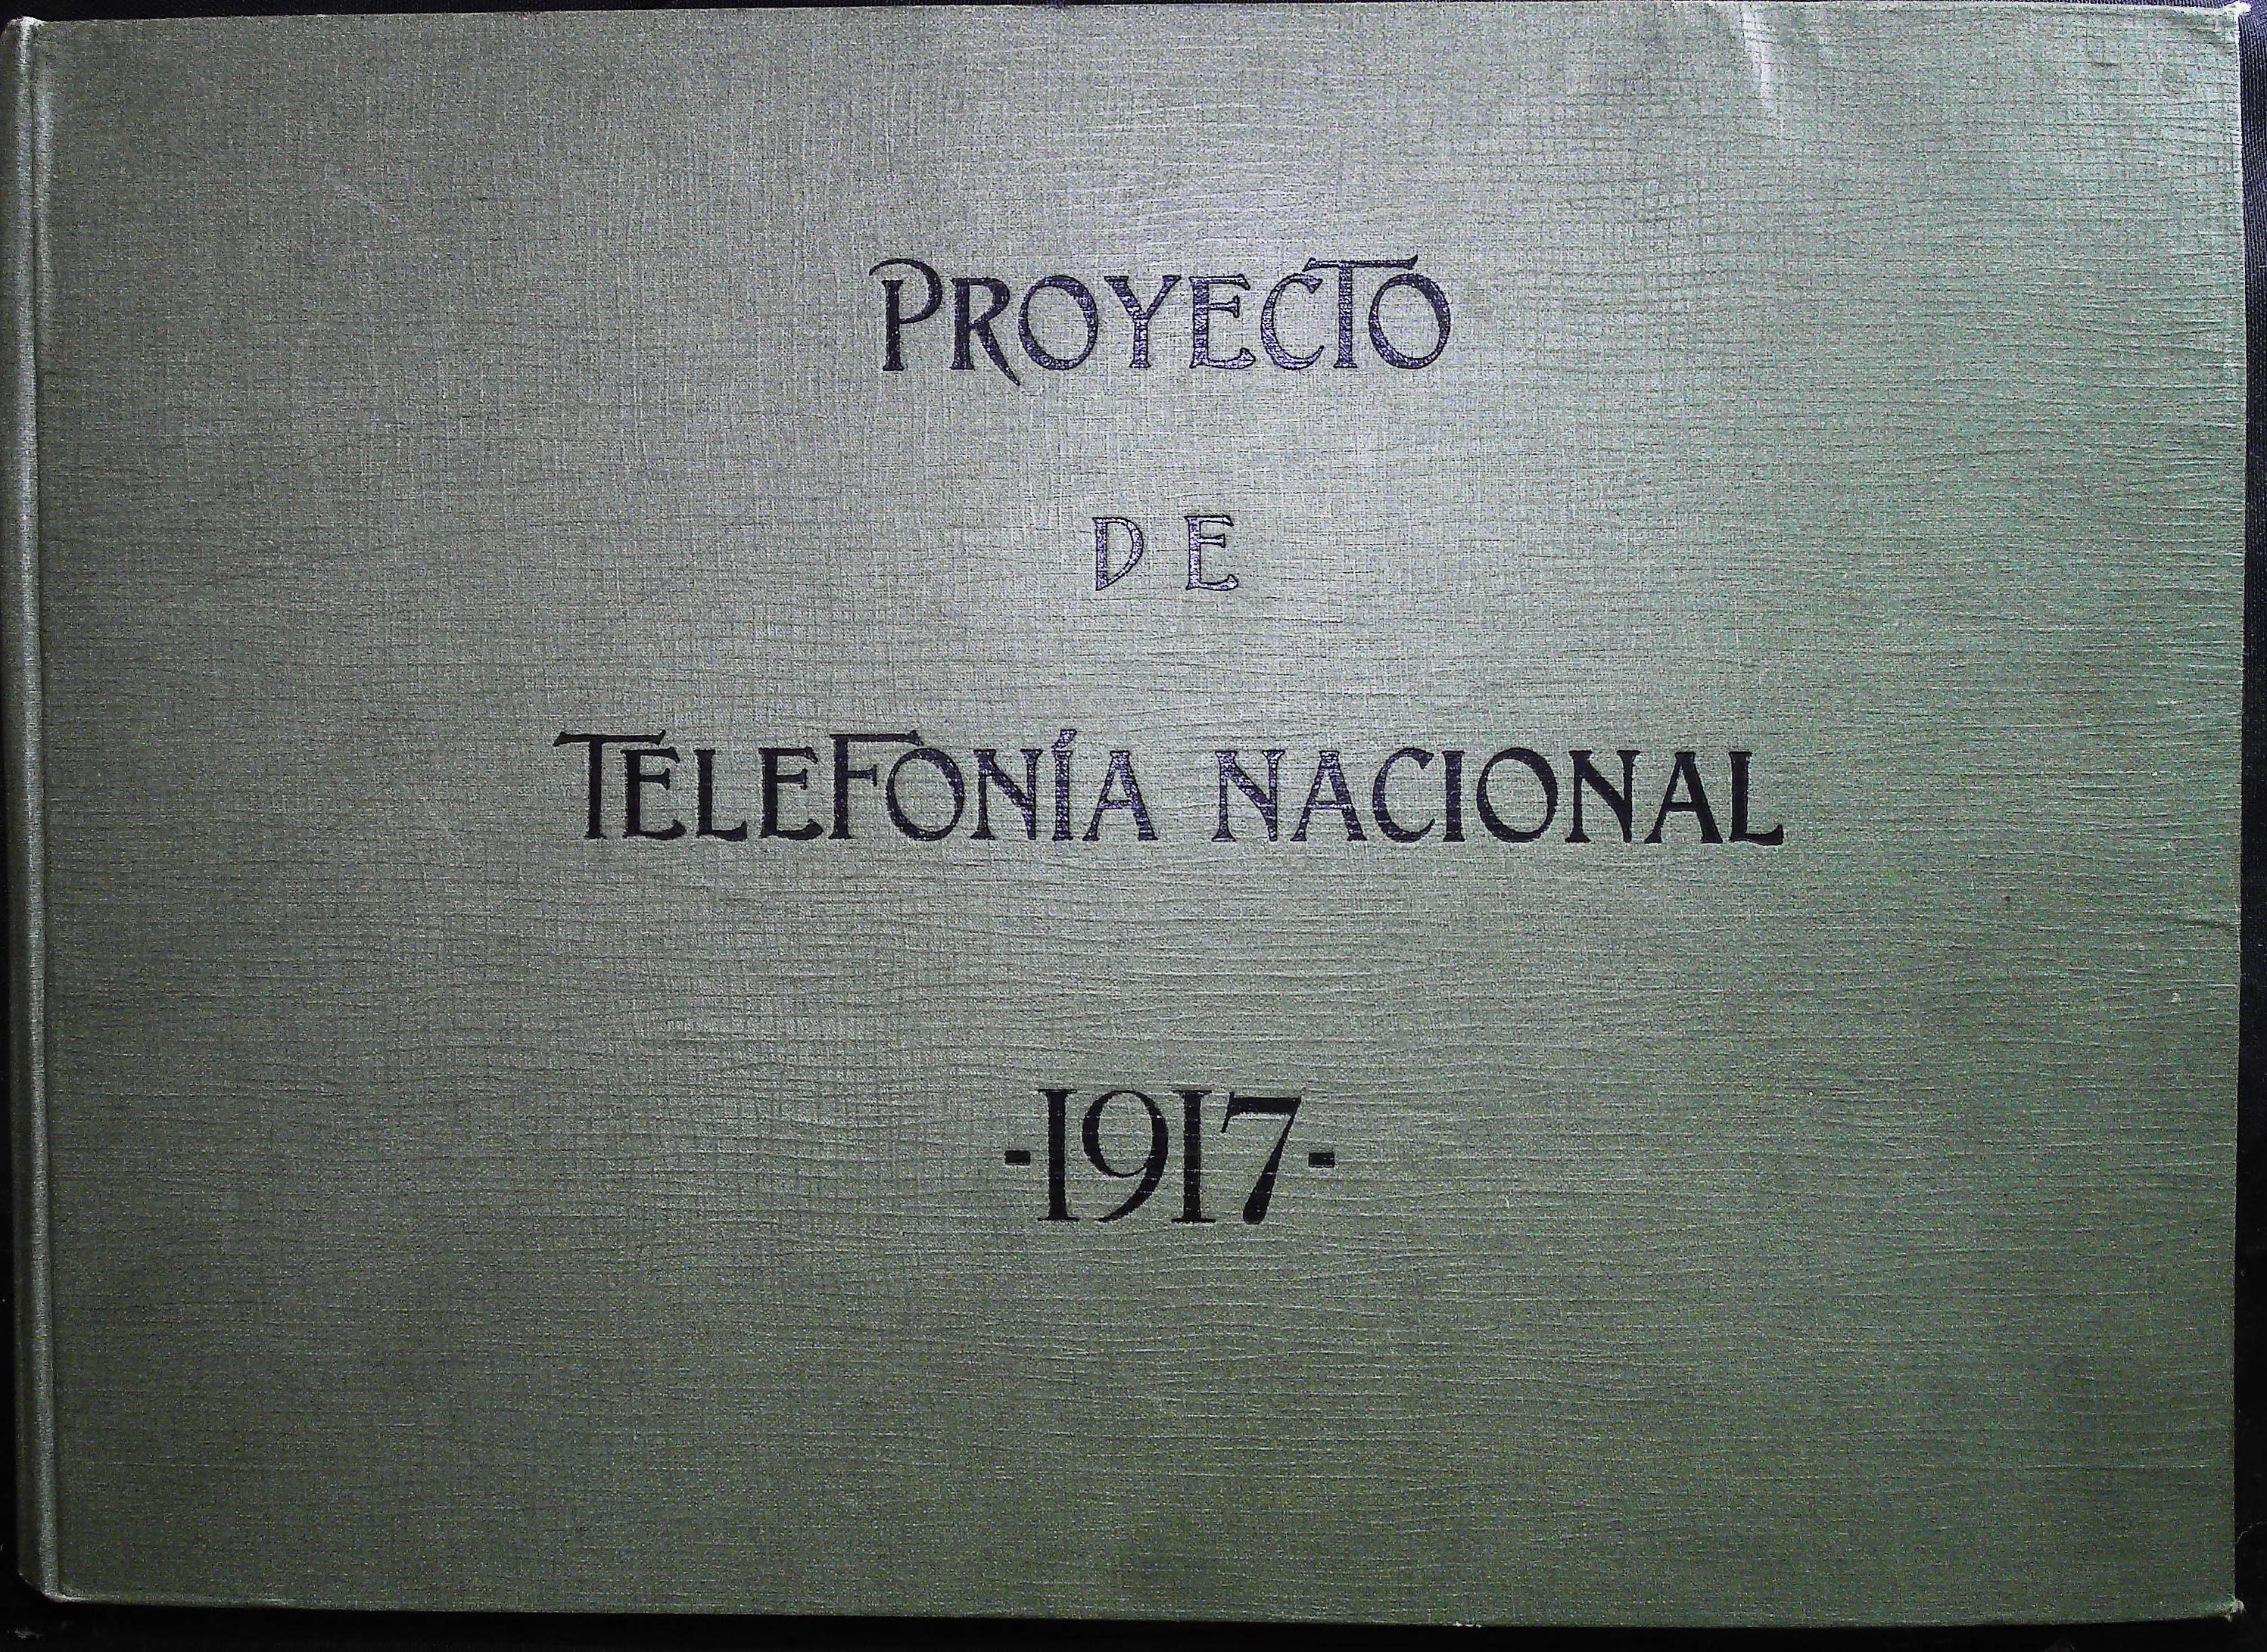 PROYECTO
DE
TELEFONÍA NACIONAL
-1917-